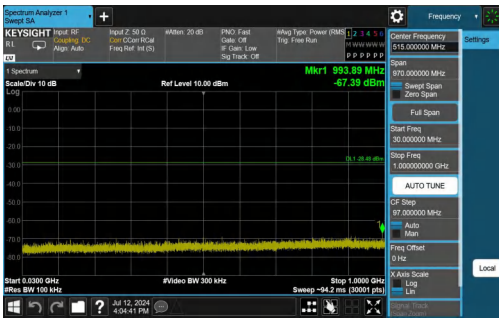 Spectrum Analyzer 1
Swept SA
+
Frequency
Settings
KEYSIGHT
Input: RF
Coupling: DC
Align: Auto
Input Z: 50 Ω
Corr CCorr RCal
Freq Ref: Int (S)
#Atten: 20 dB
PNO: Fast
Gate: Off
IF Gain: Low
Sig Track: Off
#Avg Type: Power (RMS
Trig: Free Run
1 2 3 4 5 6
M W W W W W
P P P P P P
RL
1 Spectrum
Scale/Div 10 dB
Ref Level 10.00 dBm
Mkr1 993.89 MHz
-67.39 dBm
Log
0.00
-10.0
-20.0
-30.0
-40.0
-50.0
-60.0
-70.0
-80.0
1
Start 0.0300 GHz
#Res BW 100 kHz
#Video BW 300 kHz
Stop 1.0000 GHz
Sweep ~94.2 ms (30001 pts)
Center Frequency
515.000000 MHz
Span
970.000000 MHz
Swept Span
Zero Span
Full Span
Start Freq
30.000000 MHz
Stop Freq
1.000000000 GHz
AUTO TUNE
CF Step
97.000000 MHz
Auto
Man
Freq Offset
0 Hz
X Axis Scale
Log
Lin
Signal Track
Local
?
Jul 12, 2024
4:04:41 PM